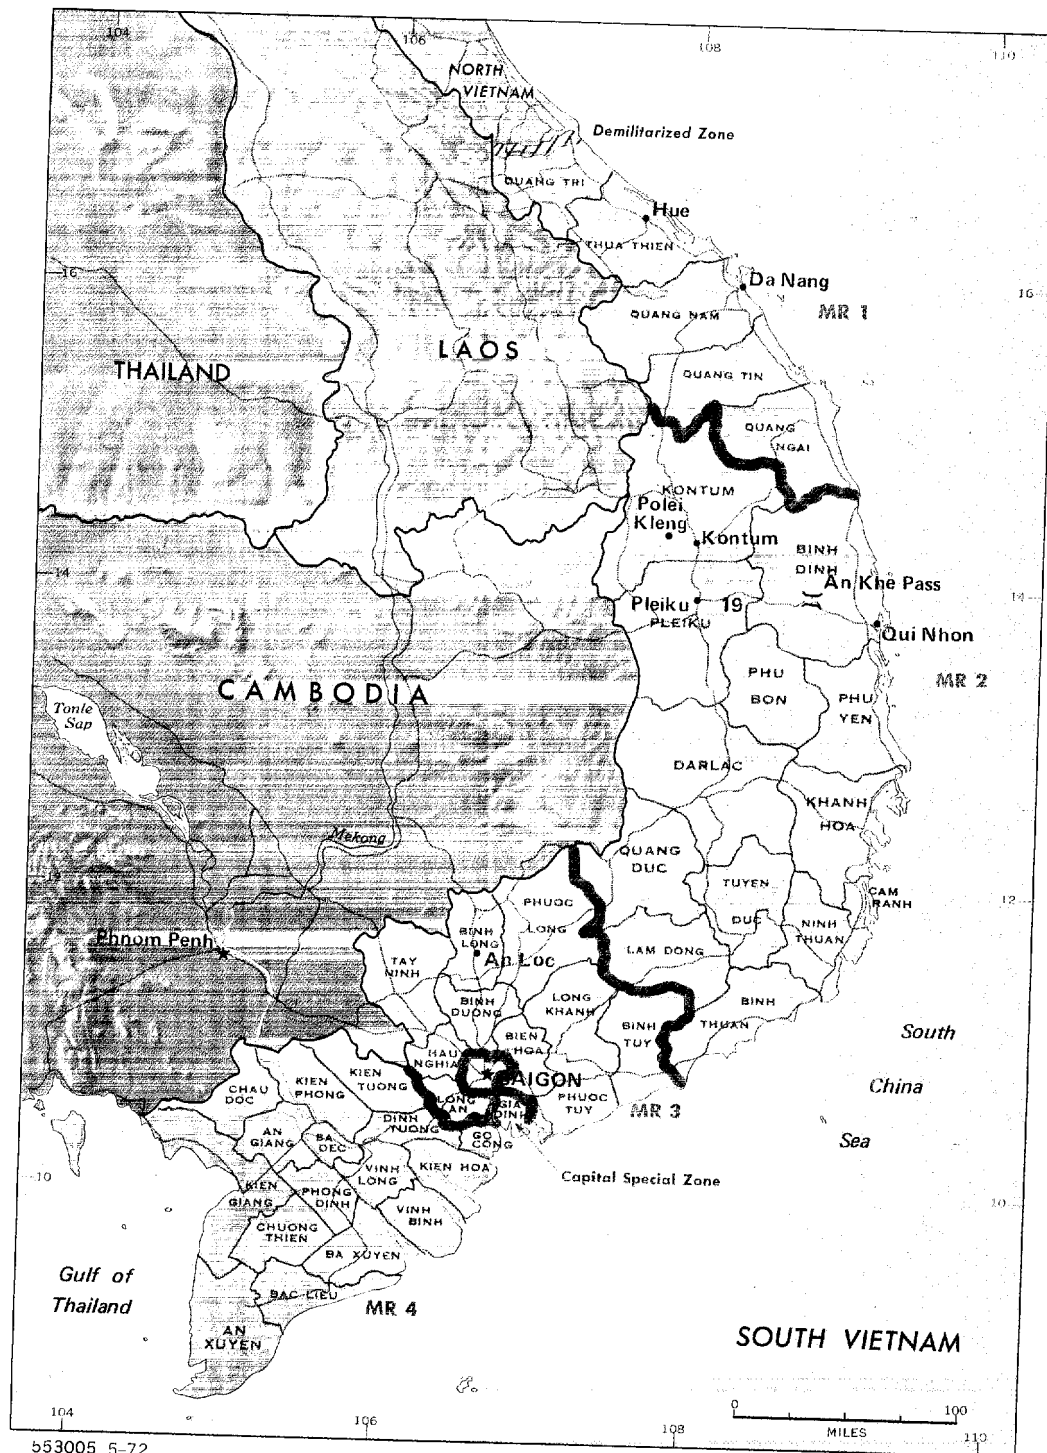 104
106
108
110
NORTH
VIETNAM
Demilitarized Zone
QUANG TRI
Hue
THUA THIEN
16
Da Nang
16
QUANG NAM
MR 1
LAOS
THAILAND
QUANG TIN
QUANG
NGAI
KONTUM
Polei
Kleng
Kontum
BINH
DINH
14
An Khe Pass
14
Pleiku
19
PLEIKU
Qui Nhon
CAMBODIA
PHU
BON
MR 2
PHU
YEN
Tonle
Sap
DARLAC
KHANH
HOA
Mekong
QUANG
DUC
12
TUYEN
DUC
CAM
RANH
12
PHUOC
LONG
NINH
THUAN
BINH
LONG
Phnom Penh
An Loc
LAM DONG
TAY
NINH
BINH
DUONG
LONG
KHANH
BINH
TUY
BINH
THUAN
BIEN
HOA
HAU
NGHIA
South
China
Sea
SAIGON
KIEN
TUONG
KIEN
PHONG
CHAU
DOC
LONG
AN
GIA
DINH
PHUOC
TUY
MR 3
DINH
TUONG
AN
GIANG
SA
DEC
GO
CONG
10
VINH
LONG
KIEN HOA
Capital Special Zone
KIEN
GIANG
PHONG
DINH
10
VINH
BINH
CHUONG
THIEN
BA XUYEN
Gulf of
Thailand
BAC LIEU
MR 4
AN
XUYEN
SOUTH VIETNAM
0
100
MILES
104
106
108
110
553005 5-72